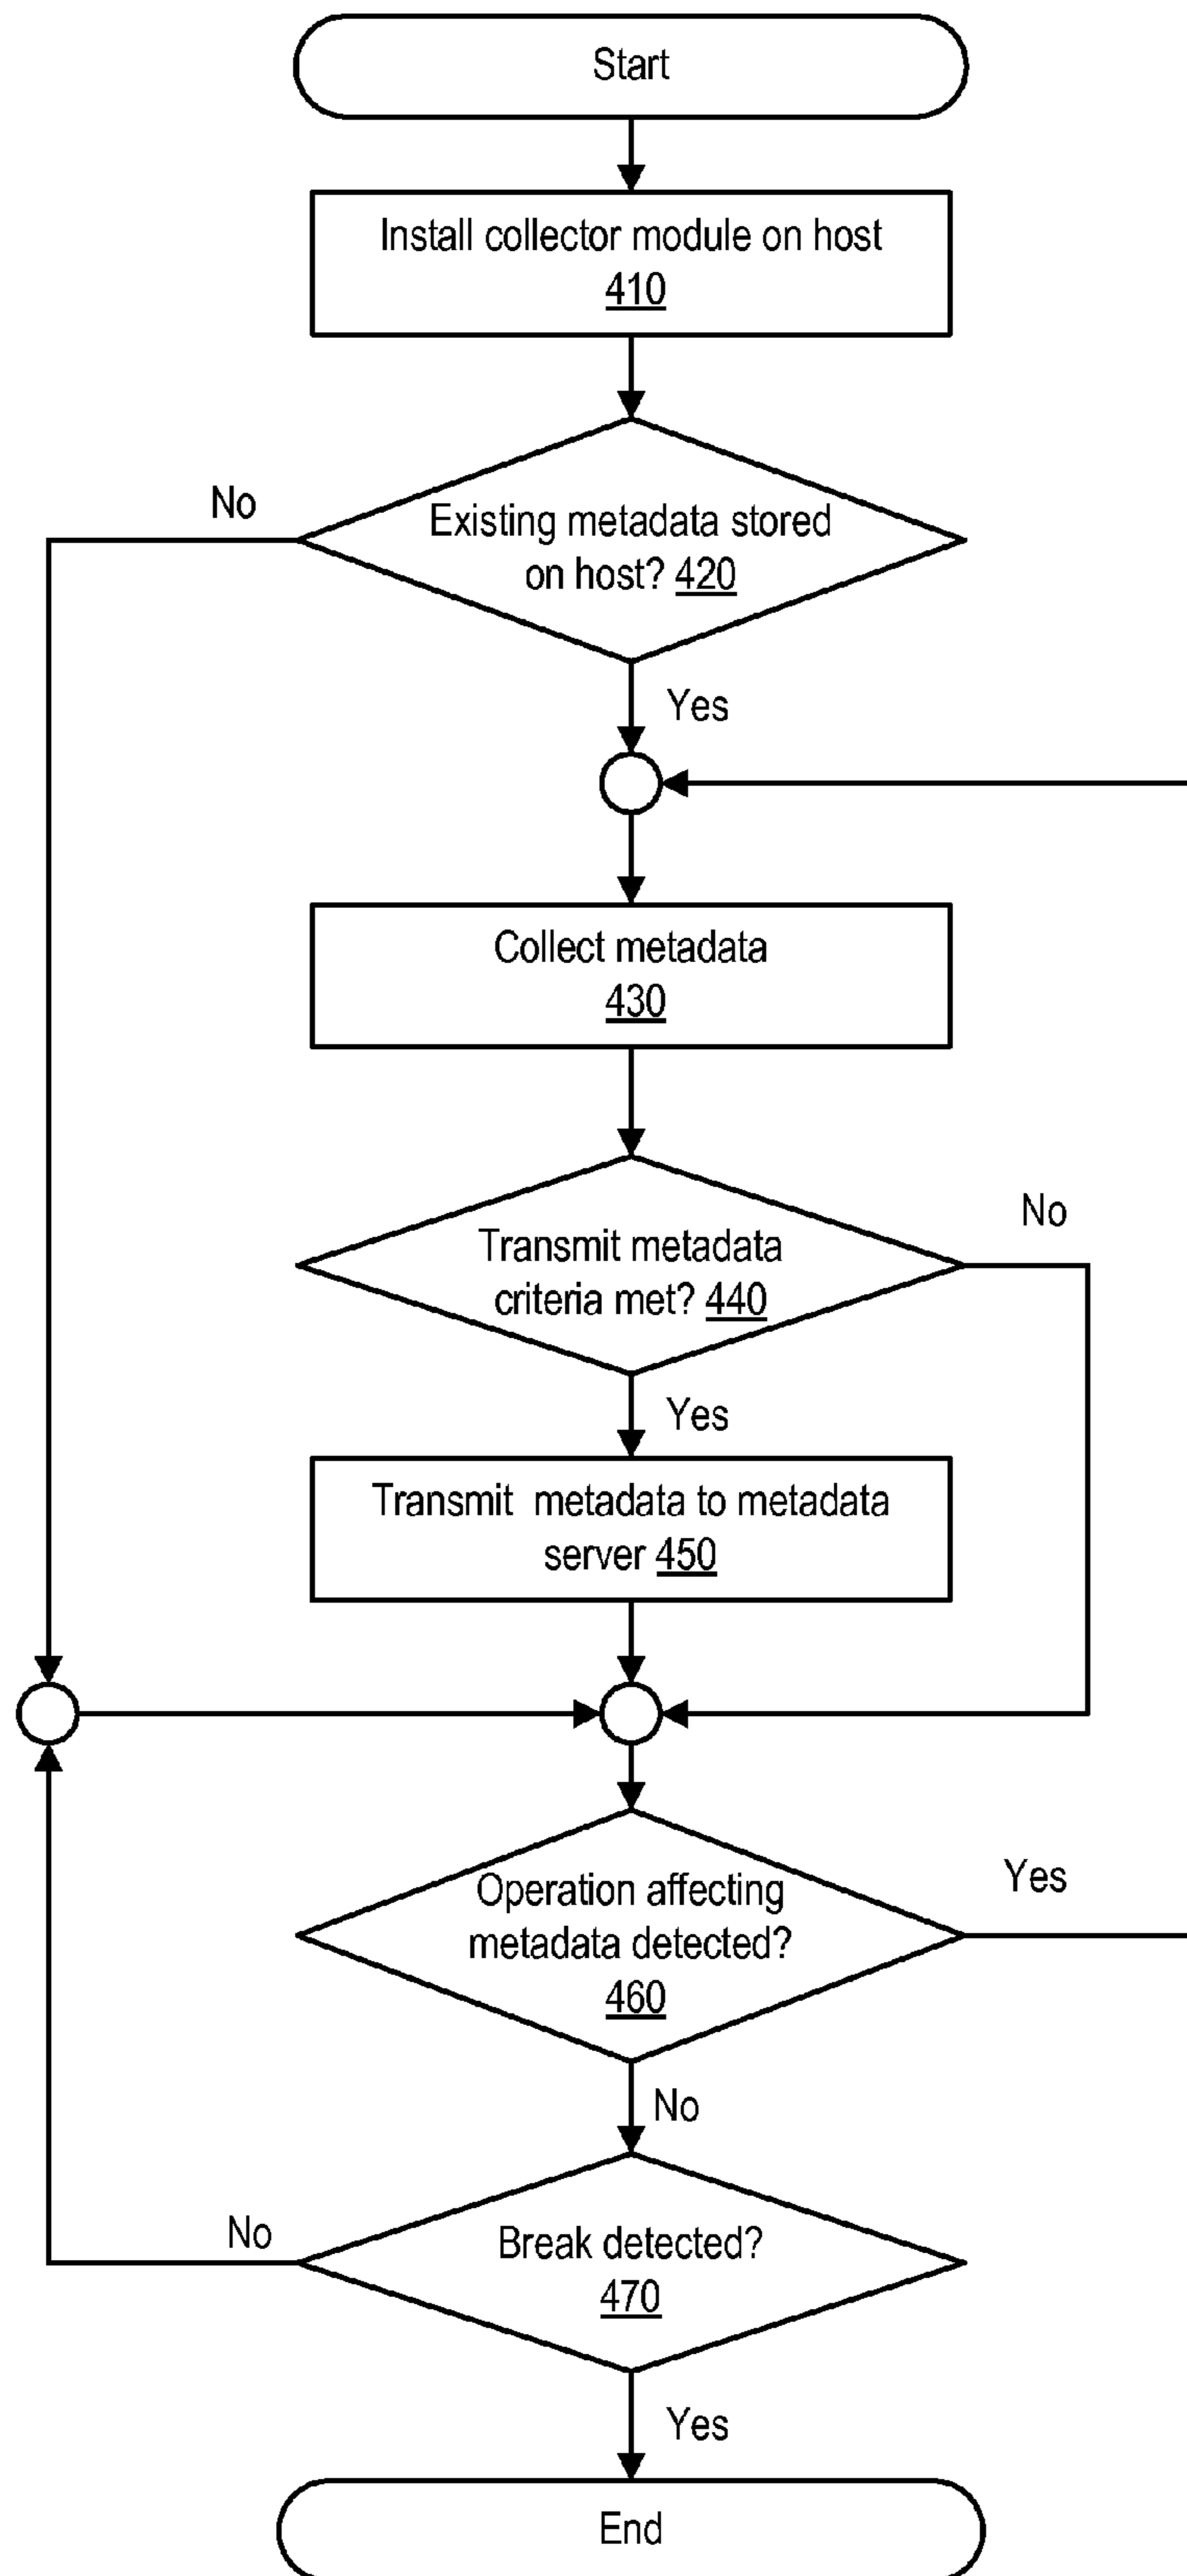 Start
Install collector module on host
410
No
Existing metadata stored
on host? 420
Yes
Collect metadata
430
No
Transmit metadata
criteria met? 440
Yes
Transmit metadata to metadata
server 450
Operation affecting
metadata detected?
460
Yes
No
No
Break detected?
470
Yes
End